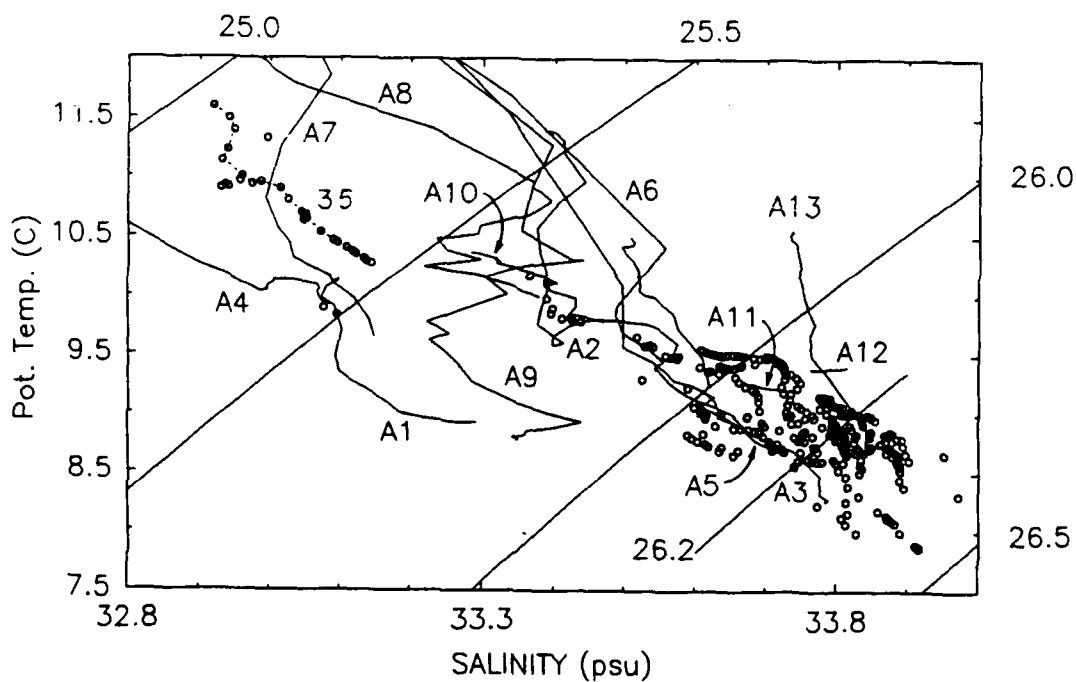 25.0
25.5
11.5
A8
A7
35
A10
A6
26.0
A13
10.5
A4
A11
9.5
A2
A12
A9
A1
8.5
A5
A3
26.2
26.5
7.5
32.8
33.3
33.8
Pot. Temp. (C)
SALINITY (psu)